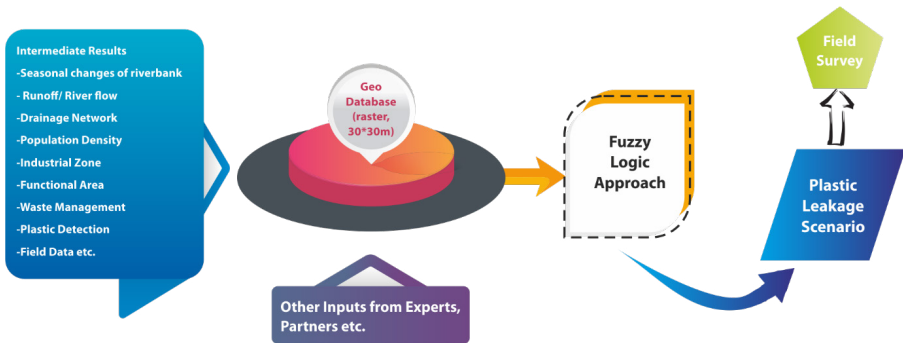 Intermediate Results
-Seasonal changes of riverbank
- Runoff/ River flow
-Drainage Network
-Population Density
-Industrial Zone
-Functional Area
-Waste Management
-Plastic Detection
-Field Data etc.
Geo
Database
(raster,
30*30m)
Other Inputs from Experts,
Partners etc.
Fuzzy
Logic
Approach
Plastic
Leakage
Scenario
Field
Survey